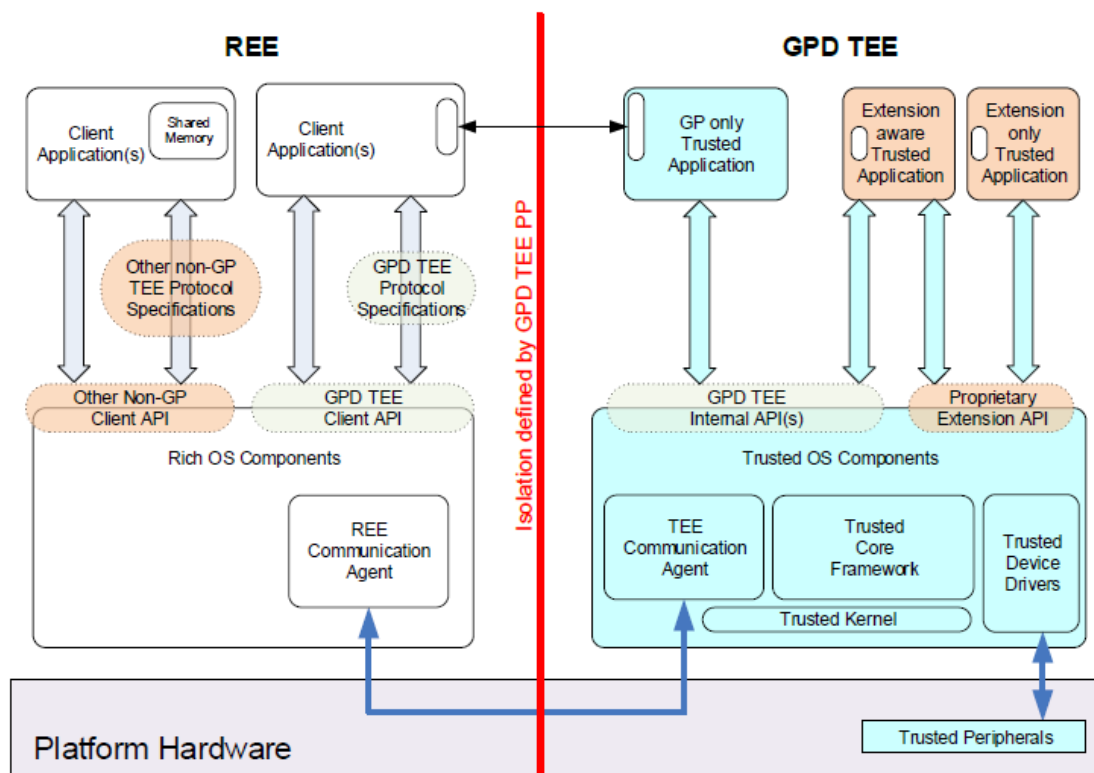 REE
GPD TEE
Client
Application(s)
Shared
Memory
Client
Application(s)
GP only
Trusted
Application
Extension
aware
Trusted
Application
Extension
only
Trusted
Application
Isolation defined by GPD TEE PP
Other non-GP
TEE Protocol
Specifications
GPD TEE
Protocol
Specifications
Other Non-GP
Client API
GPD TEE
Client API
GPD TEE
Internal API(s)
Proprietary
Extension API
Rich OS Components
Trusted OS Components
REE
Communication
Agent
TEE
Communication
Agent
Trusted
Core
Framework
Trusted
Device
Drivers
Trusted Kernel
Platform Hardware
Trusted Peripherals